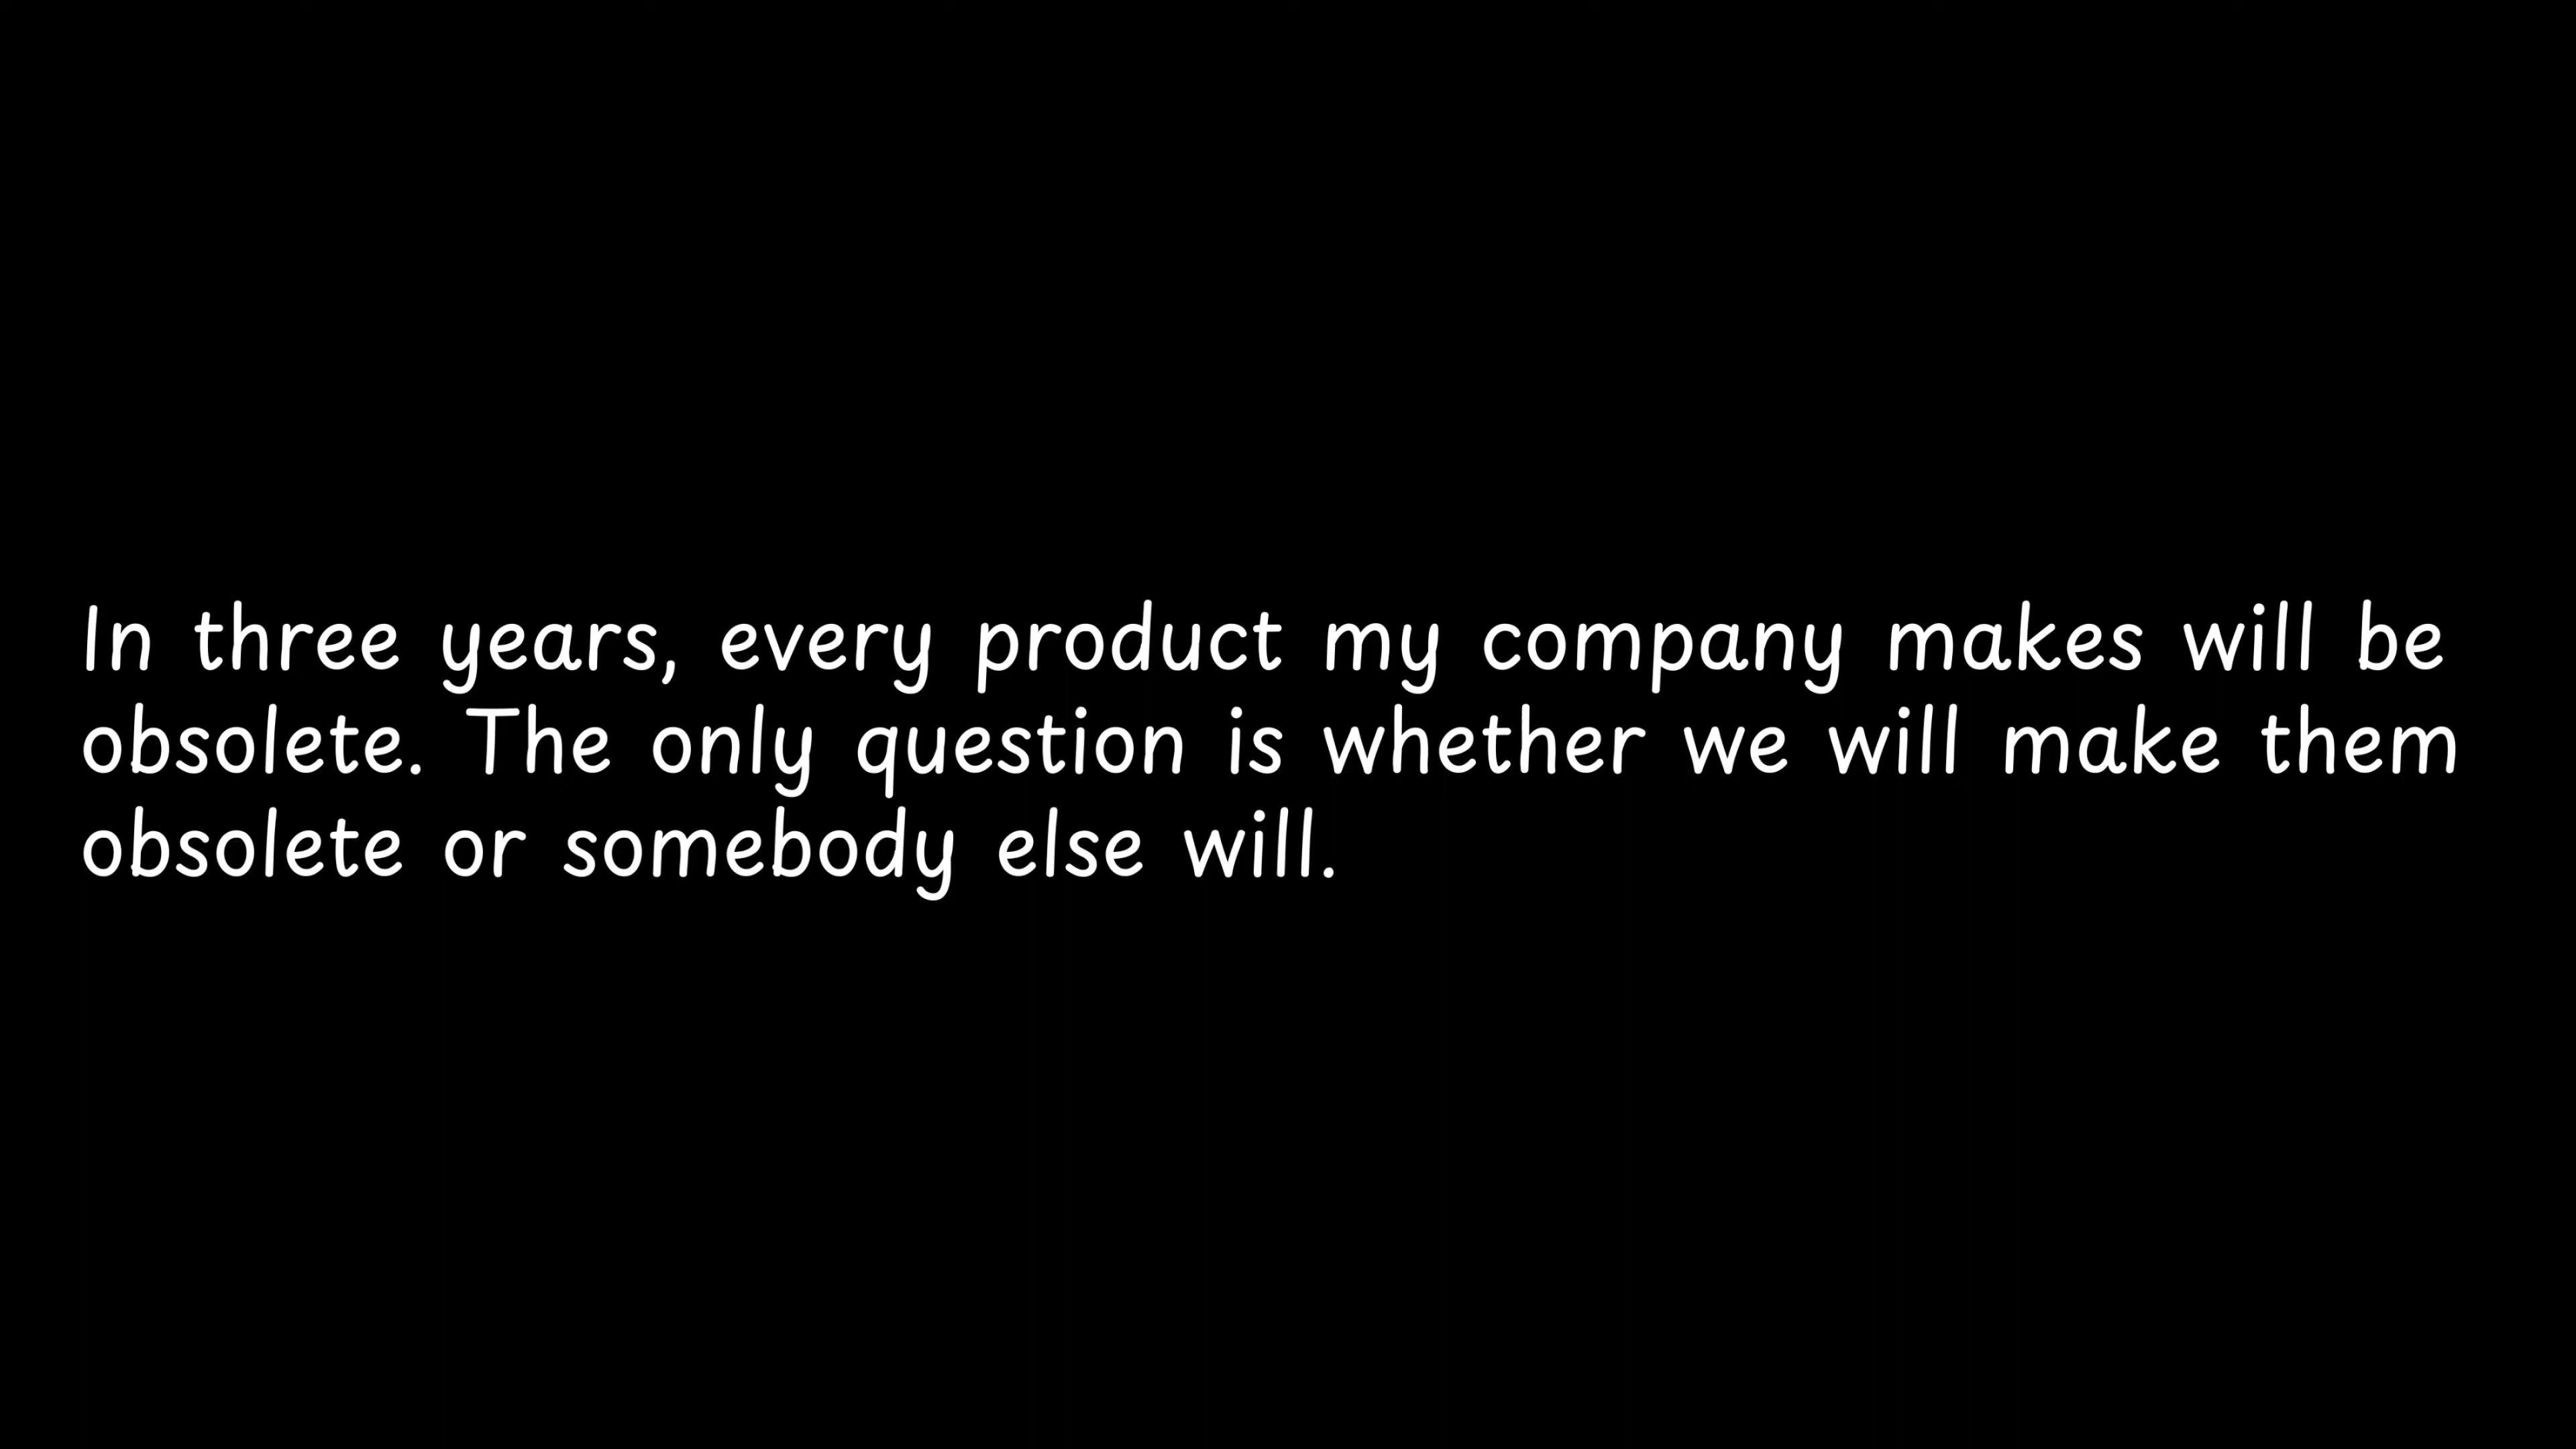 In three years, every product my company makes will be
obsolete. The only question is whether we will make them
obsolete or somebody else will.